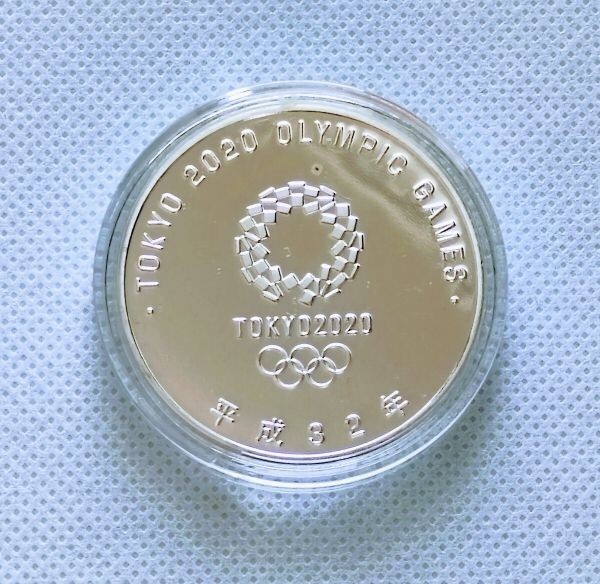 · TOKYO 2020 OLYMPIC GAMES ·
TOKYO2020
平成32年